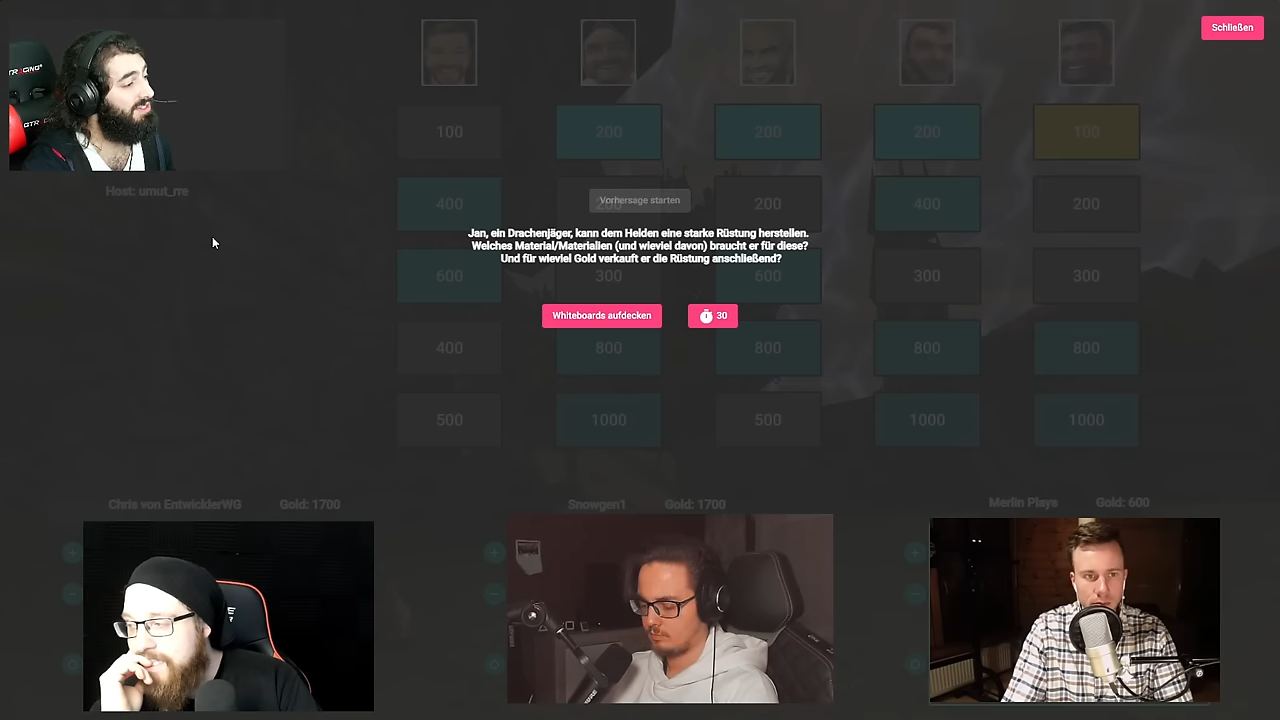 Schließen
100
200
200
200
100
Host: umut_rre
400
200
200
400
200
Vorhersage starten
Jan, ein Drachenjäger, kann dem Helden eine starke Rüstung herstellen.
Welches Material/Materialien (und wieviel davon) braucht er für diese?
Und für wieviel Gold verkauft er die Rüstung anschließend?
600
300
600
300
300
Whiteboards aufdecken
30
400
800
800
800
800
500
1000
500
1000
1000
Chris von EntwicklerWG Gold: 1700
Snowgen1 Gold: 1700
Merlin Plays Gold: 600